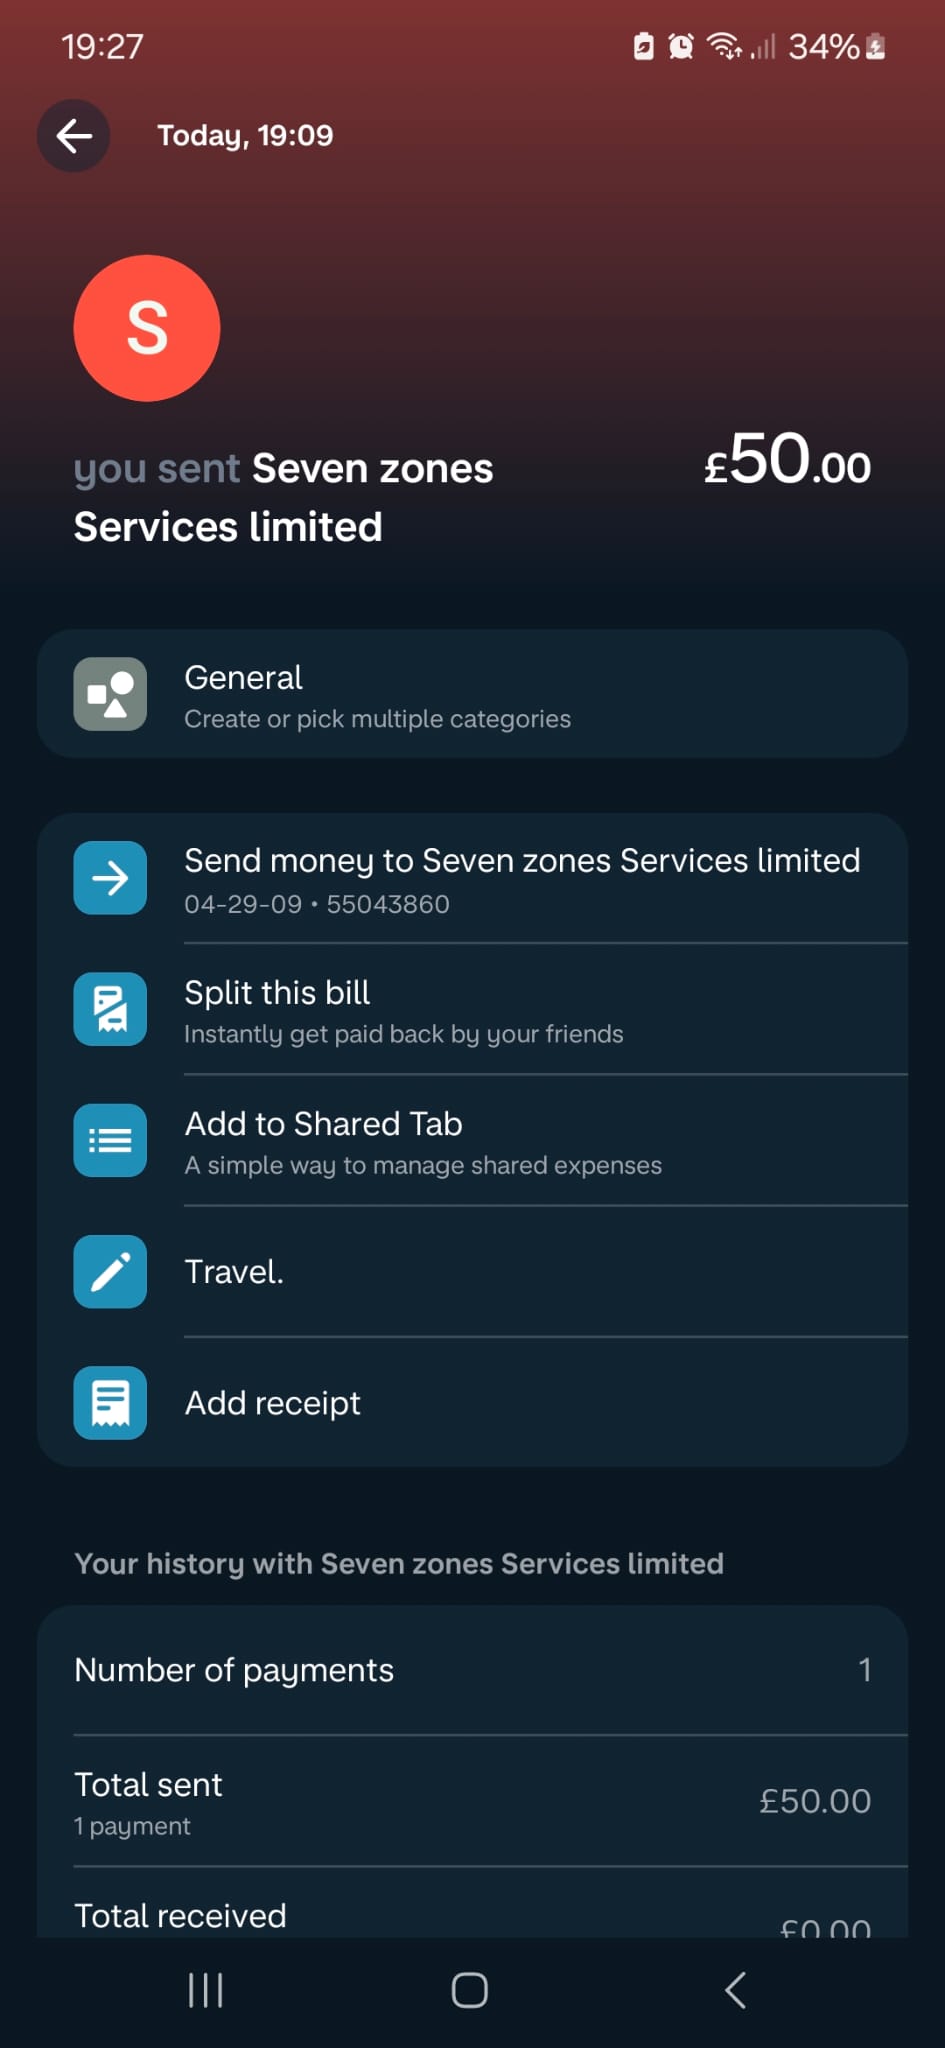 19:27
34%
Today, 19:09
S
you sent Seven zones
Services limited
£50.00
General
Create or pick multiple categories
Send money to Seven zones Services limited
04-29-09 • 55043860
Split this bill
Instantly get paid back by your friends
Add to Shared Tab
A simple way to manage shared expenses
Travel.
Add receipt
Your history with Seven zones Services limited
Number of payments
1
Total sent
1 payment
£50.00
Total received
£0.00